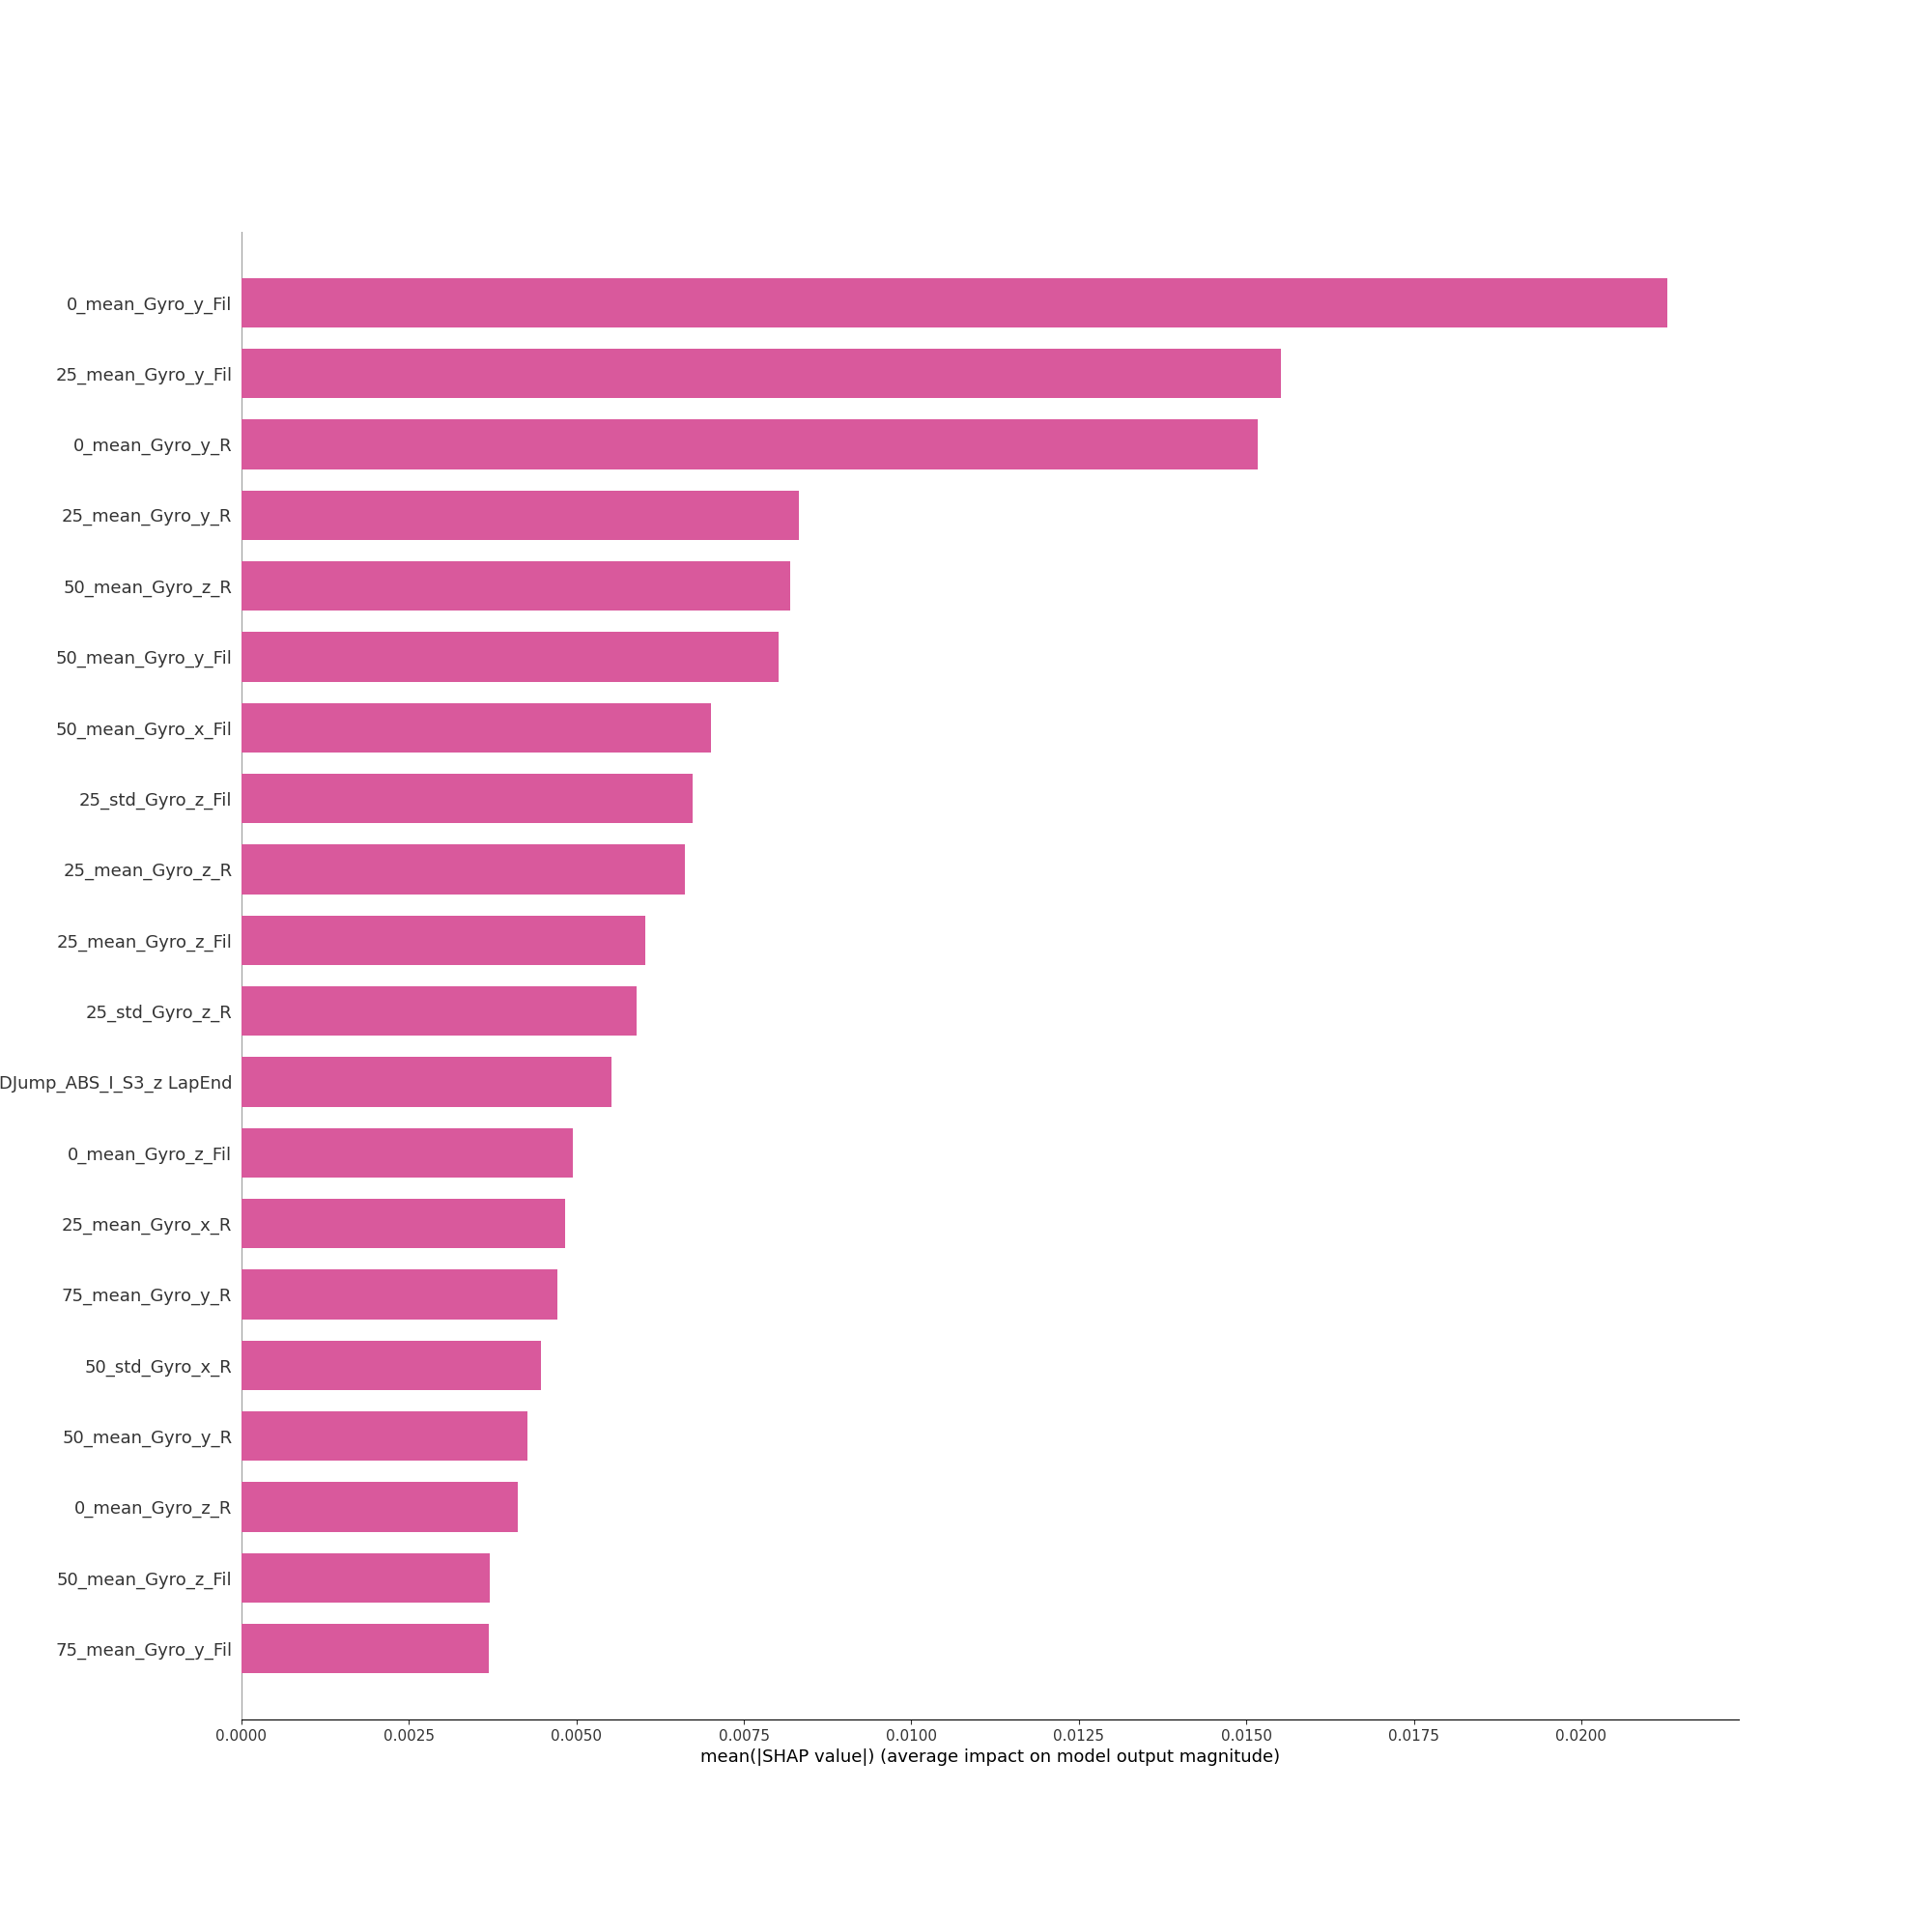 0_mean_Gyro_y_Fil
25_mean_Gyro_y_Fil
0_mean_Gyro_y_R
25_mean_Gyro_y_R
50_mean_Gyro_z_R
50_mean_Gyro_y_Fil
50_mean_Gyro_x_Fil
25_std_Gyro_z_Fil
25_mean_Gyro_z_R
25_mean_Gyro_z_Fil
25_std_Gyro_z_R
DJump_ABS_I_S3_z LapEnd
0_mean_Gyro_z_Fil
25_mean_Gyro_x_R
75_mean_Gyro_y_R
50_std_Gyro_x_R
50_mean_Gyro_y_R
0_mean_Gyro_z_R
50_mean_Gyro_z_Fil
75_mean_Gyro_y_Fil
0.0000 0.0025 0.0050 0.0075 0.0100 0.0125 0.0150 0.0175 0.0200
mean(|SHAP value|) (average impact on model output magnitude)